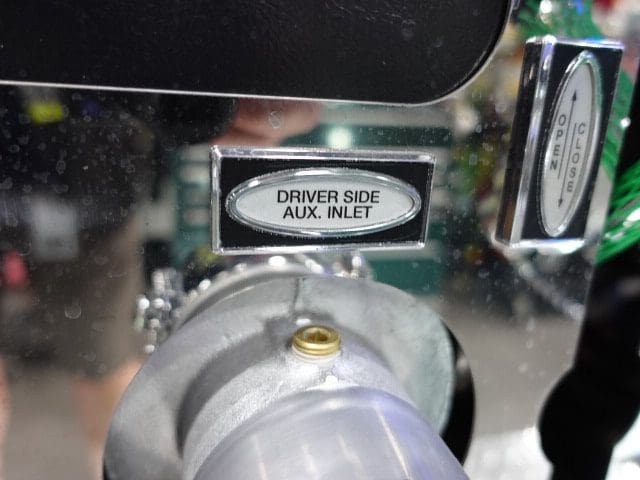 DRIVER SIDE
AUX. INLET
OPEN
CLOSE